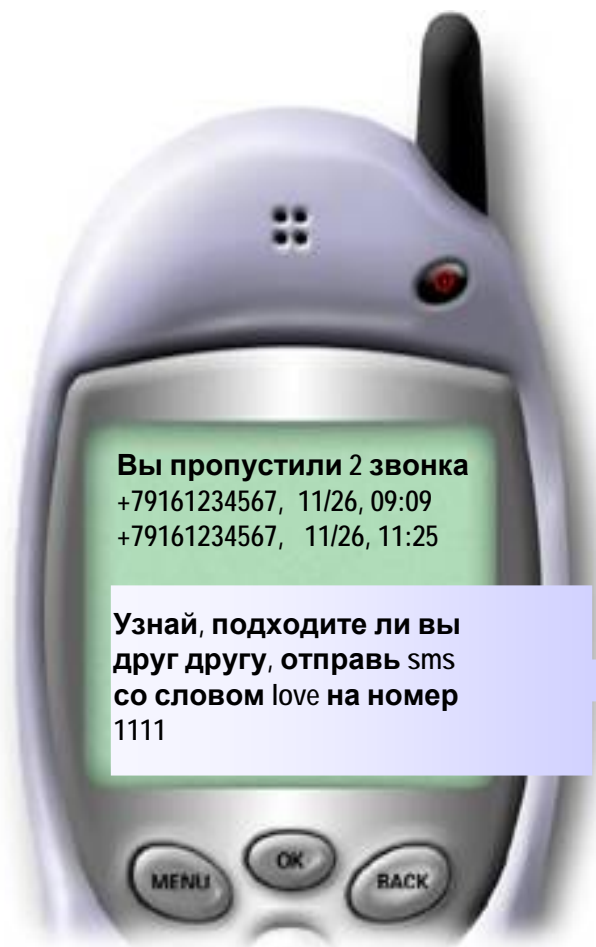 Вы пропустили 2 звонка
+79161234567, 11/26, 09:09
+79161234567, 11/26, 11:25
Узнай, подходите ли вы
друг другу, отправь sms
со словом love на номер
1111
MENU OK BACK